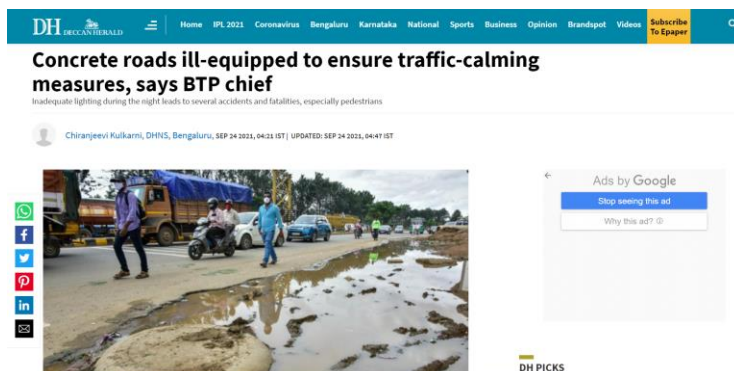 DH DECCAN HERALD Home IPL 2021 Coronavirus Bengaluru Karnataka National Sports Business Opinion Brandspot Videos Subscribe To Epaper
Concrete roads ill-equipped to ensure traffic-calming
measures, says BTP chief
Inadequate lighting during the night leads to several accidents and fatalities, especially pedestrians
Chiranjeevi Kulkarni, DHNS, Bengaluru, SEP 24 2021, 04:21 IST | UPDATED: SEP 24 2021, 04:47 IST
Ads by Google
Stop seeing this ad
Why this ad?
DH PICKS